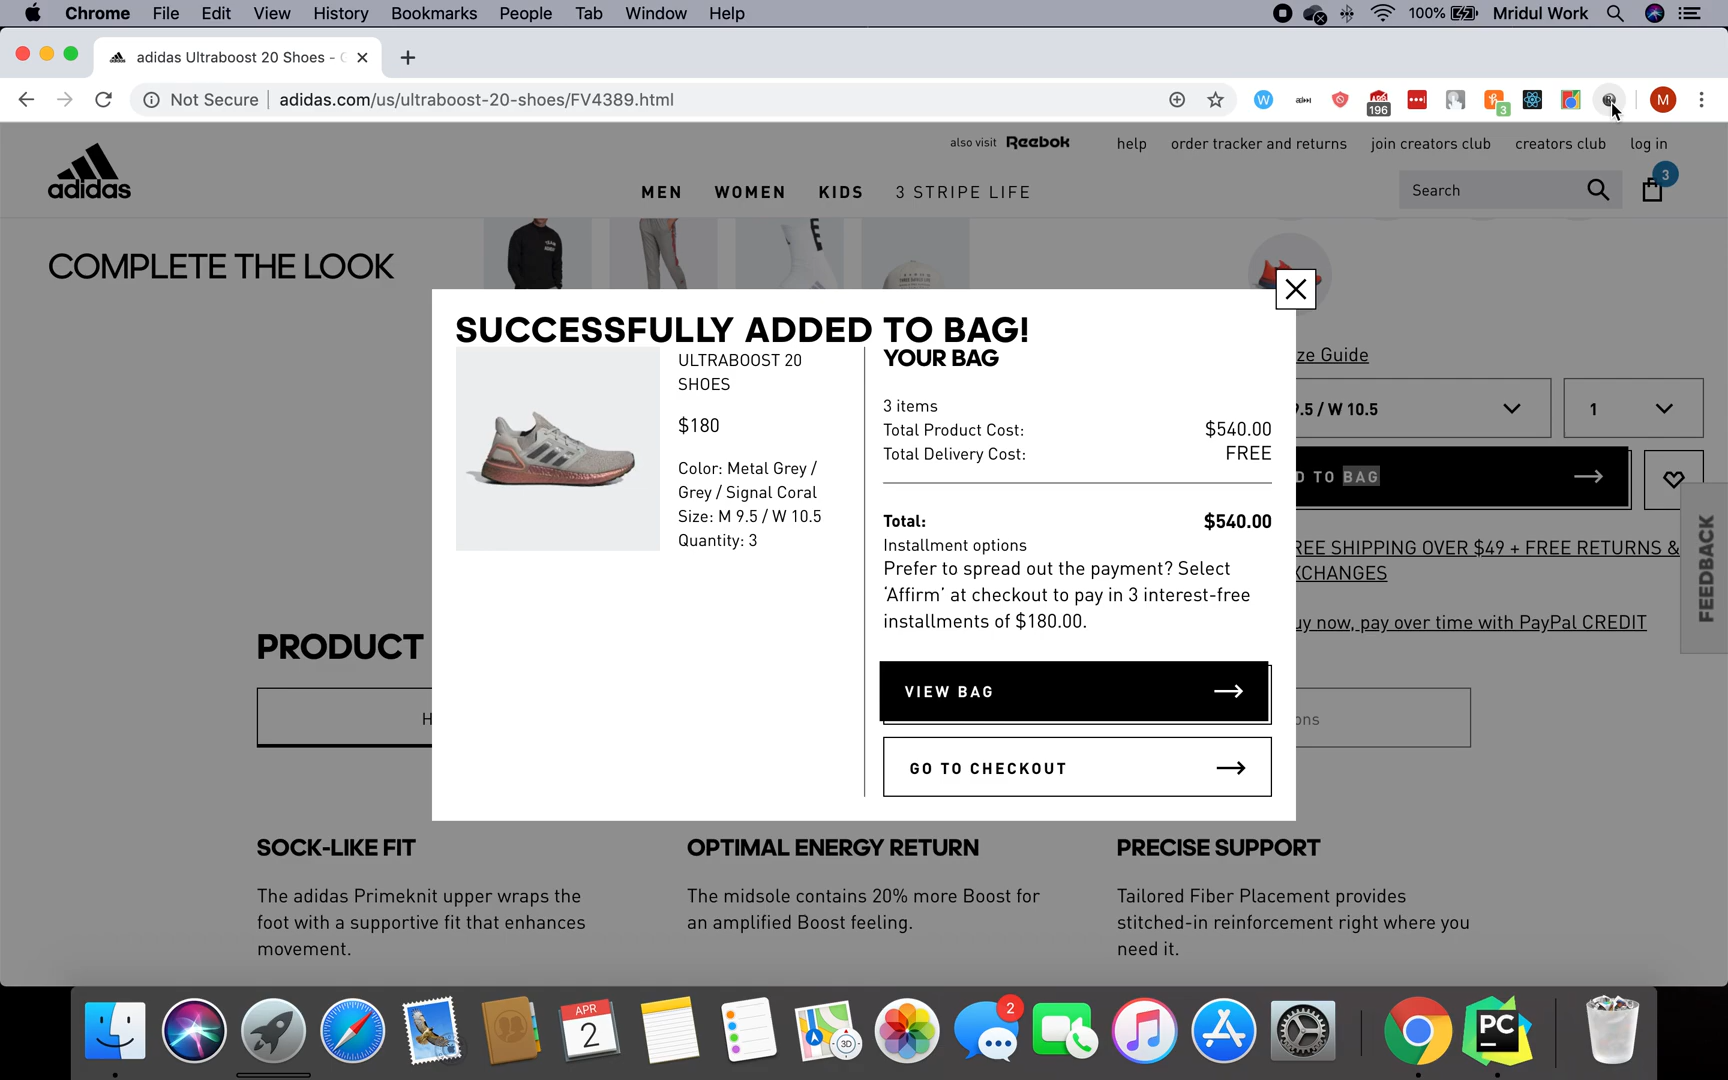 Chrome File Edit View History Bookmarks People Tab Window Help 100% Mridul Work
adidas Ultraboost 20 Shoes -
Not Secure adidas.com/us/ultraboost-20-shoes/FV4389.html
W
196
3
M
also visit Reebok help order tracker and returns join creators club creators club log in
adidas
MEN WOMEN KIDS 3 STRIPE LIFE
Search
3
COMPLETE THE LOOK
SUCCESSFULLY ADDED TO BAG!
ULTRABOOST 20
SHOES
$180
Color: Metal Grey /
Grey / Signal Coral
Size: M 9.5 / W 10.5
Quantity: 3
YOUR BAG
3 items
Total Product Cost: $540.00
Total Delivery Cost: FREE
Total: $540.00
Installment options
Prefer to spread out the payment? Select
‘Affirm’ at checkout to pay in 3 interest-free
installments of $180.00.
VIEW BAG
GO TO CHECKOUT
ze Guide
9.5 / W 10.5
1
D TO BAG
REE SHIPPING OVER $49 + FREE RETURNS &
XCHANGES
uy now, pay over time with PayPal CREDIT
FEEDBACK
PRODUCT
H
ons
SOCK-LIKE FIT
The adidas Primeknit upper wraps the
foot with a supportive fit that enhances
movement.
OPTIMAL ENERGY RETURN
The midsole contains 20% more Boost for
an amplified Boost feeling.
PRECISE SUPPORT
Tailored Fiber Placement provides
stitched-in reinforcement right where you
need it.
APR
2
3D
2
PC